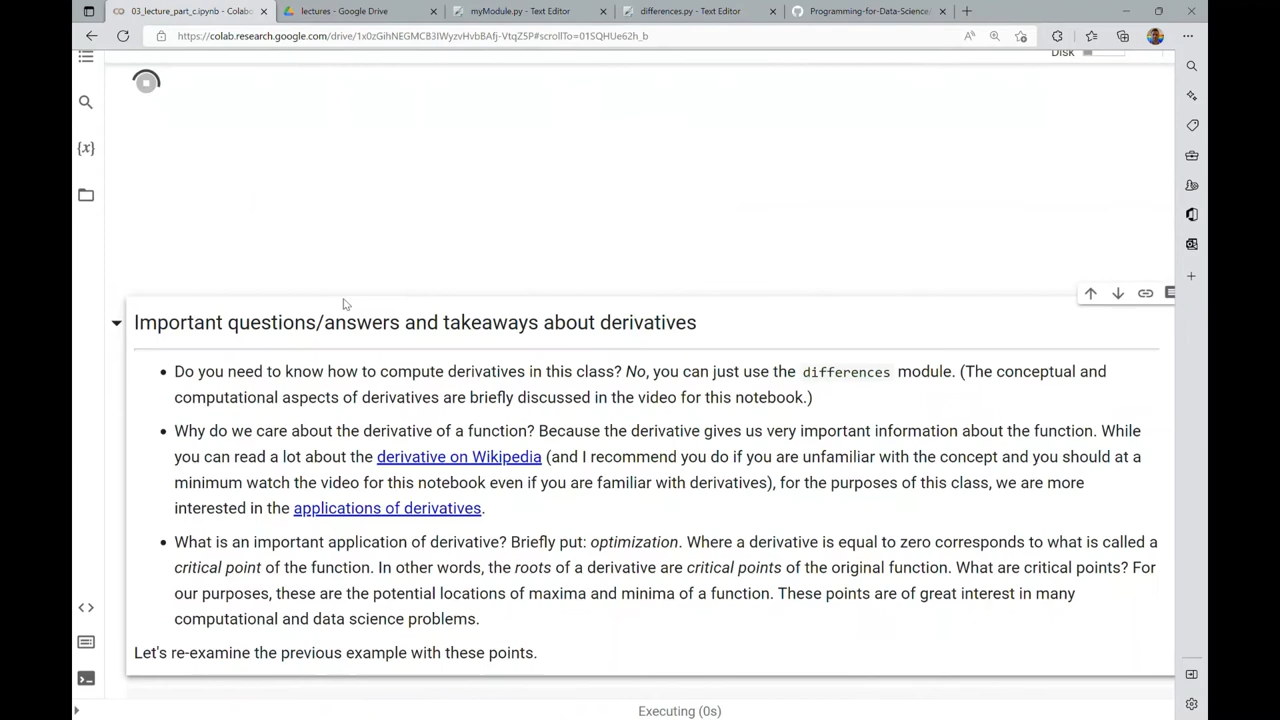 03_lecture_part_c.ipynb - Colabo
lectures - Google Drive
myModule.py - Text Editor
differences.py - Text Editor
Programming-for-Data-Science/
https://colab.research.google.com/drive/1x0zGihNEGMCB3IWyzvHvbBAfj-VtqZ5P#scrollTo=01SQHUe62h_b
Disk
{x}
Important questions/answers and takeaways about derivatives
• Do you need to know how to compute derivatives in this class? No, you can just use the differences module. (The conceptual and
computational aspects of derivatives are briefly discussed in the video for this notebook.)
• Why do we care about the derivative of a function? Because the derivative gives us very important information about the function. While
you can read a lot about the derivative on Wikipedia (and I recommend you do if you are unfamiliar with the concept and you should at a
minimum watch the video for this notebook even if you are familiar with derivatives), for the purposes of this class, we are more
interested in the applications of derivatives.
• What is an important application of derivative? Briefly put: optimization. Where a derivative is equal to zero corresponds to what is called a
critical point of the function. In other words, the roots of a derivative are critical points of the original function. What are critical points? For
our purposes, these are the potential locations of maxima and minima of a function. These points are of great interest in many
computational and data science problems.
Let's re-examine the previous example with these points.
Executing (0s)